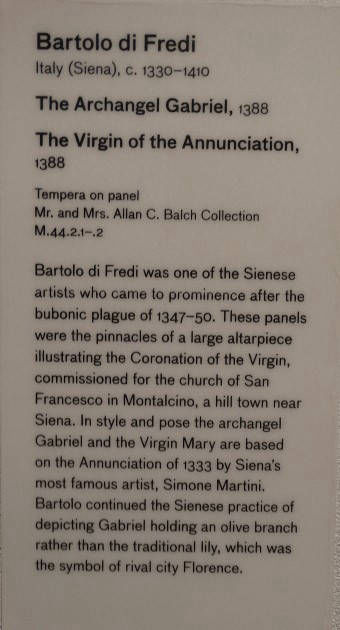 Bartolo di Fredi
Italy (Siena), c. 1330–1410
The Archangel Gabriel, 1388
The Virgin of the Annunciation,
1388
Tempera on panel
Mr. and Mrs. Allan C. Balch Collection
M.44.2.1–.2
Bartolo di Fredi was one of the Sienese
artists who came to prominence after the
bubonic plague of 1347–50. These panels
were the pinnacles of a large altarpiece
illustrating the Coronation of the Virgin,
commissioned for the church of San
Francesco in Montalcino, a hill town near
Siena. In style and pose the archangel
Gabriel and the Virgin Mary are based
on the Annunciation of 1333 by Siena's
most famous artist, Simone Martini.
Bartolo continued the Sienese practice of
depicting Gabriel holding an olive branch
rather than the traditional lily, which was
the symbol of rival city Florence.